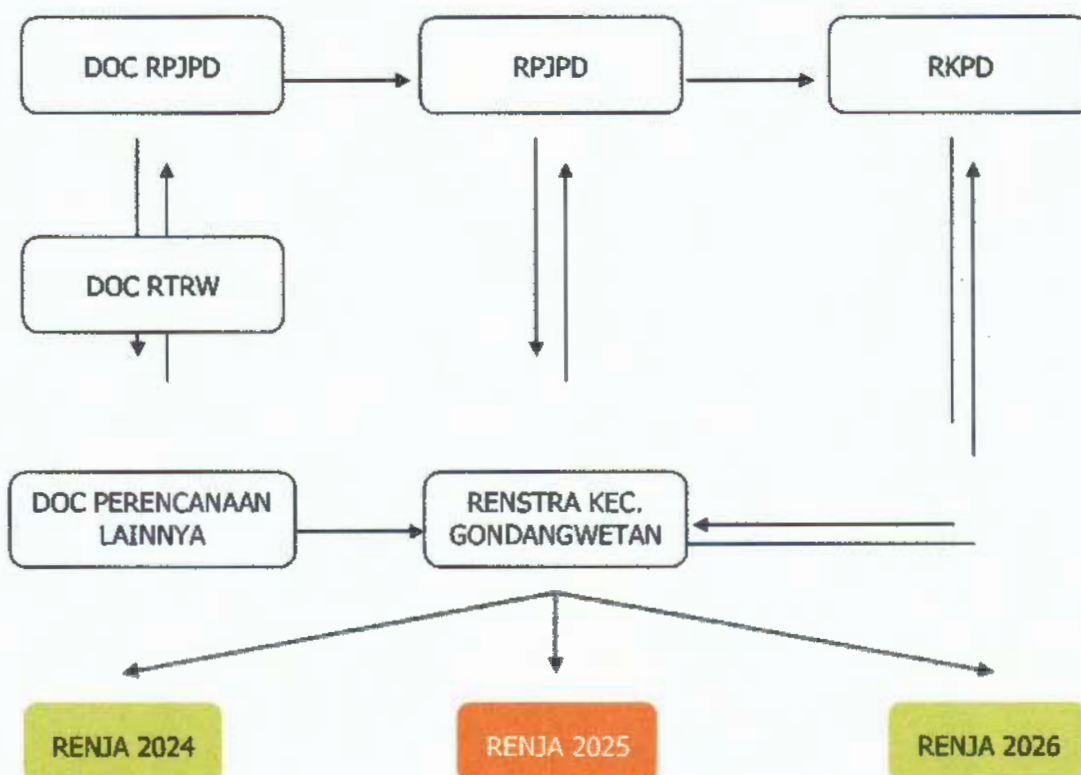 DOC RPJPD
RPJPD
RKPD
DOC RTRW
DOC PERENCANAAN
LAINNYA
RENSTRA KEC.
GONDANGWETAN
RENJA 2024
RENJA 2025
RENJA 2026